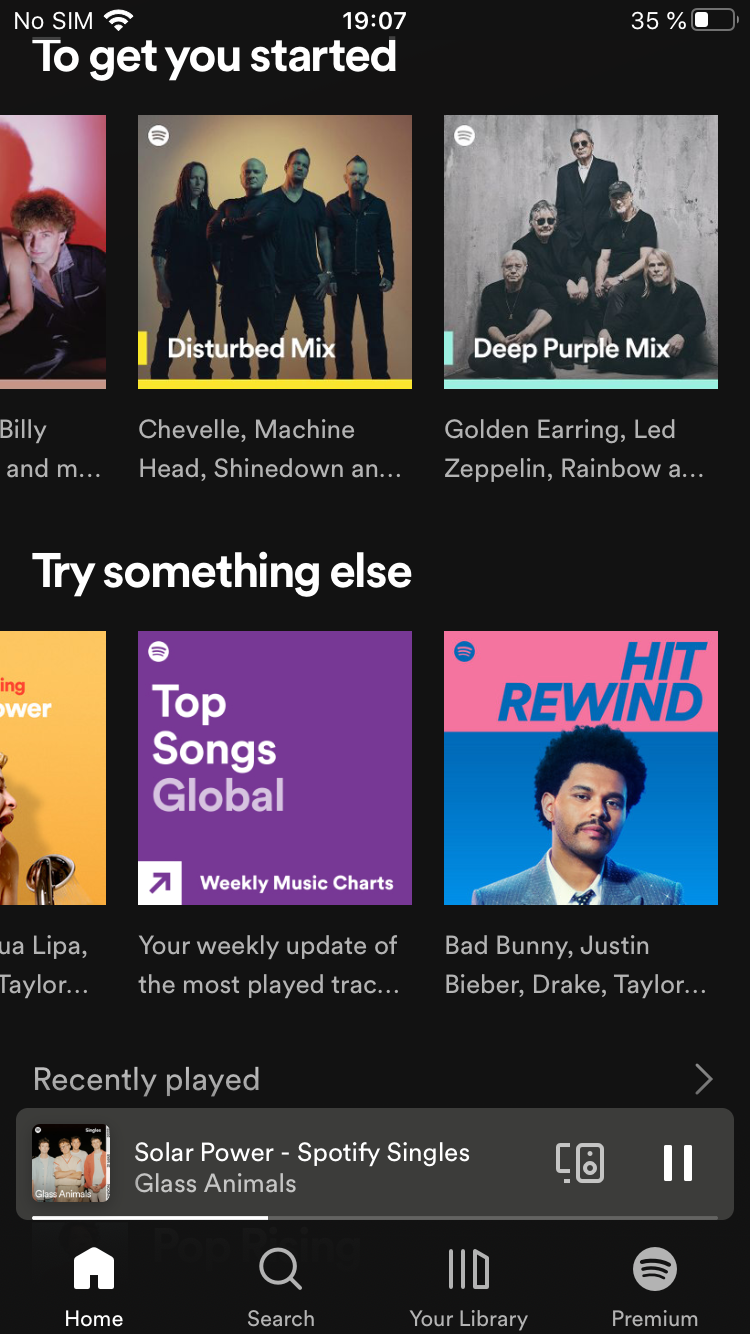 No SIM 19:07 35 %
To get you started
Disturbed Mix
Deep Purple Mix
Billy
and m...
Chevelle, Machine
Head, Shinedown an...
Golden Earring, Led
Zeppelin, Rainbow a...
Try something else
ing
ower
Top
Songs
Global
Weekly Music Charts
HIT
REWIND
ua Lipa,
Taylor...
Your weekly update of
the most played trac...
Bad Bunny, Justin
Bieber, Drake, Taylor...
Recently played
Singles
Glass Animals
Solar Power - Spotify Singles
Glass Animals
Pop Rising
Home
Search
Your Library
Premium